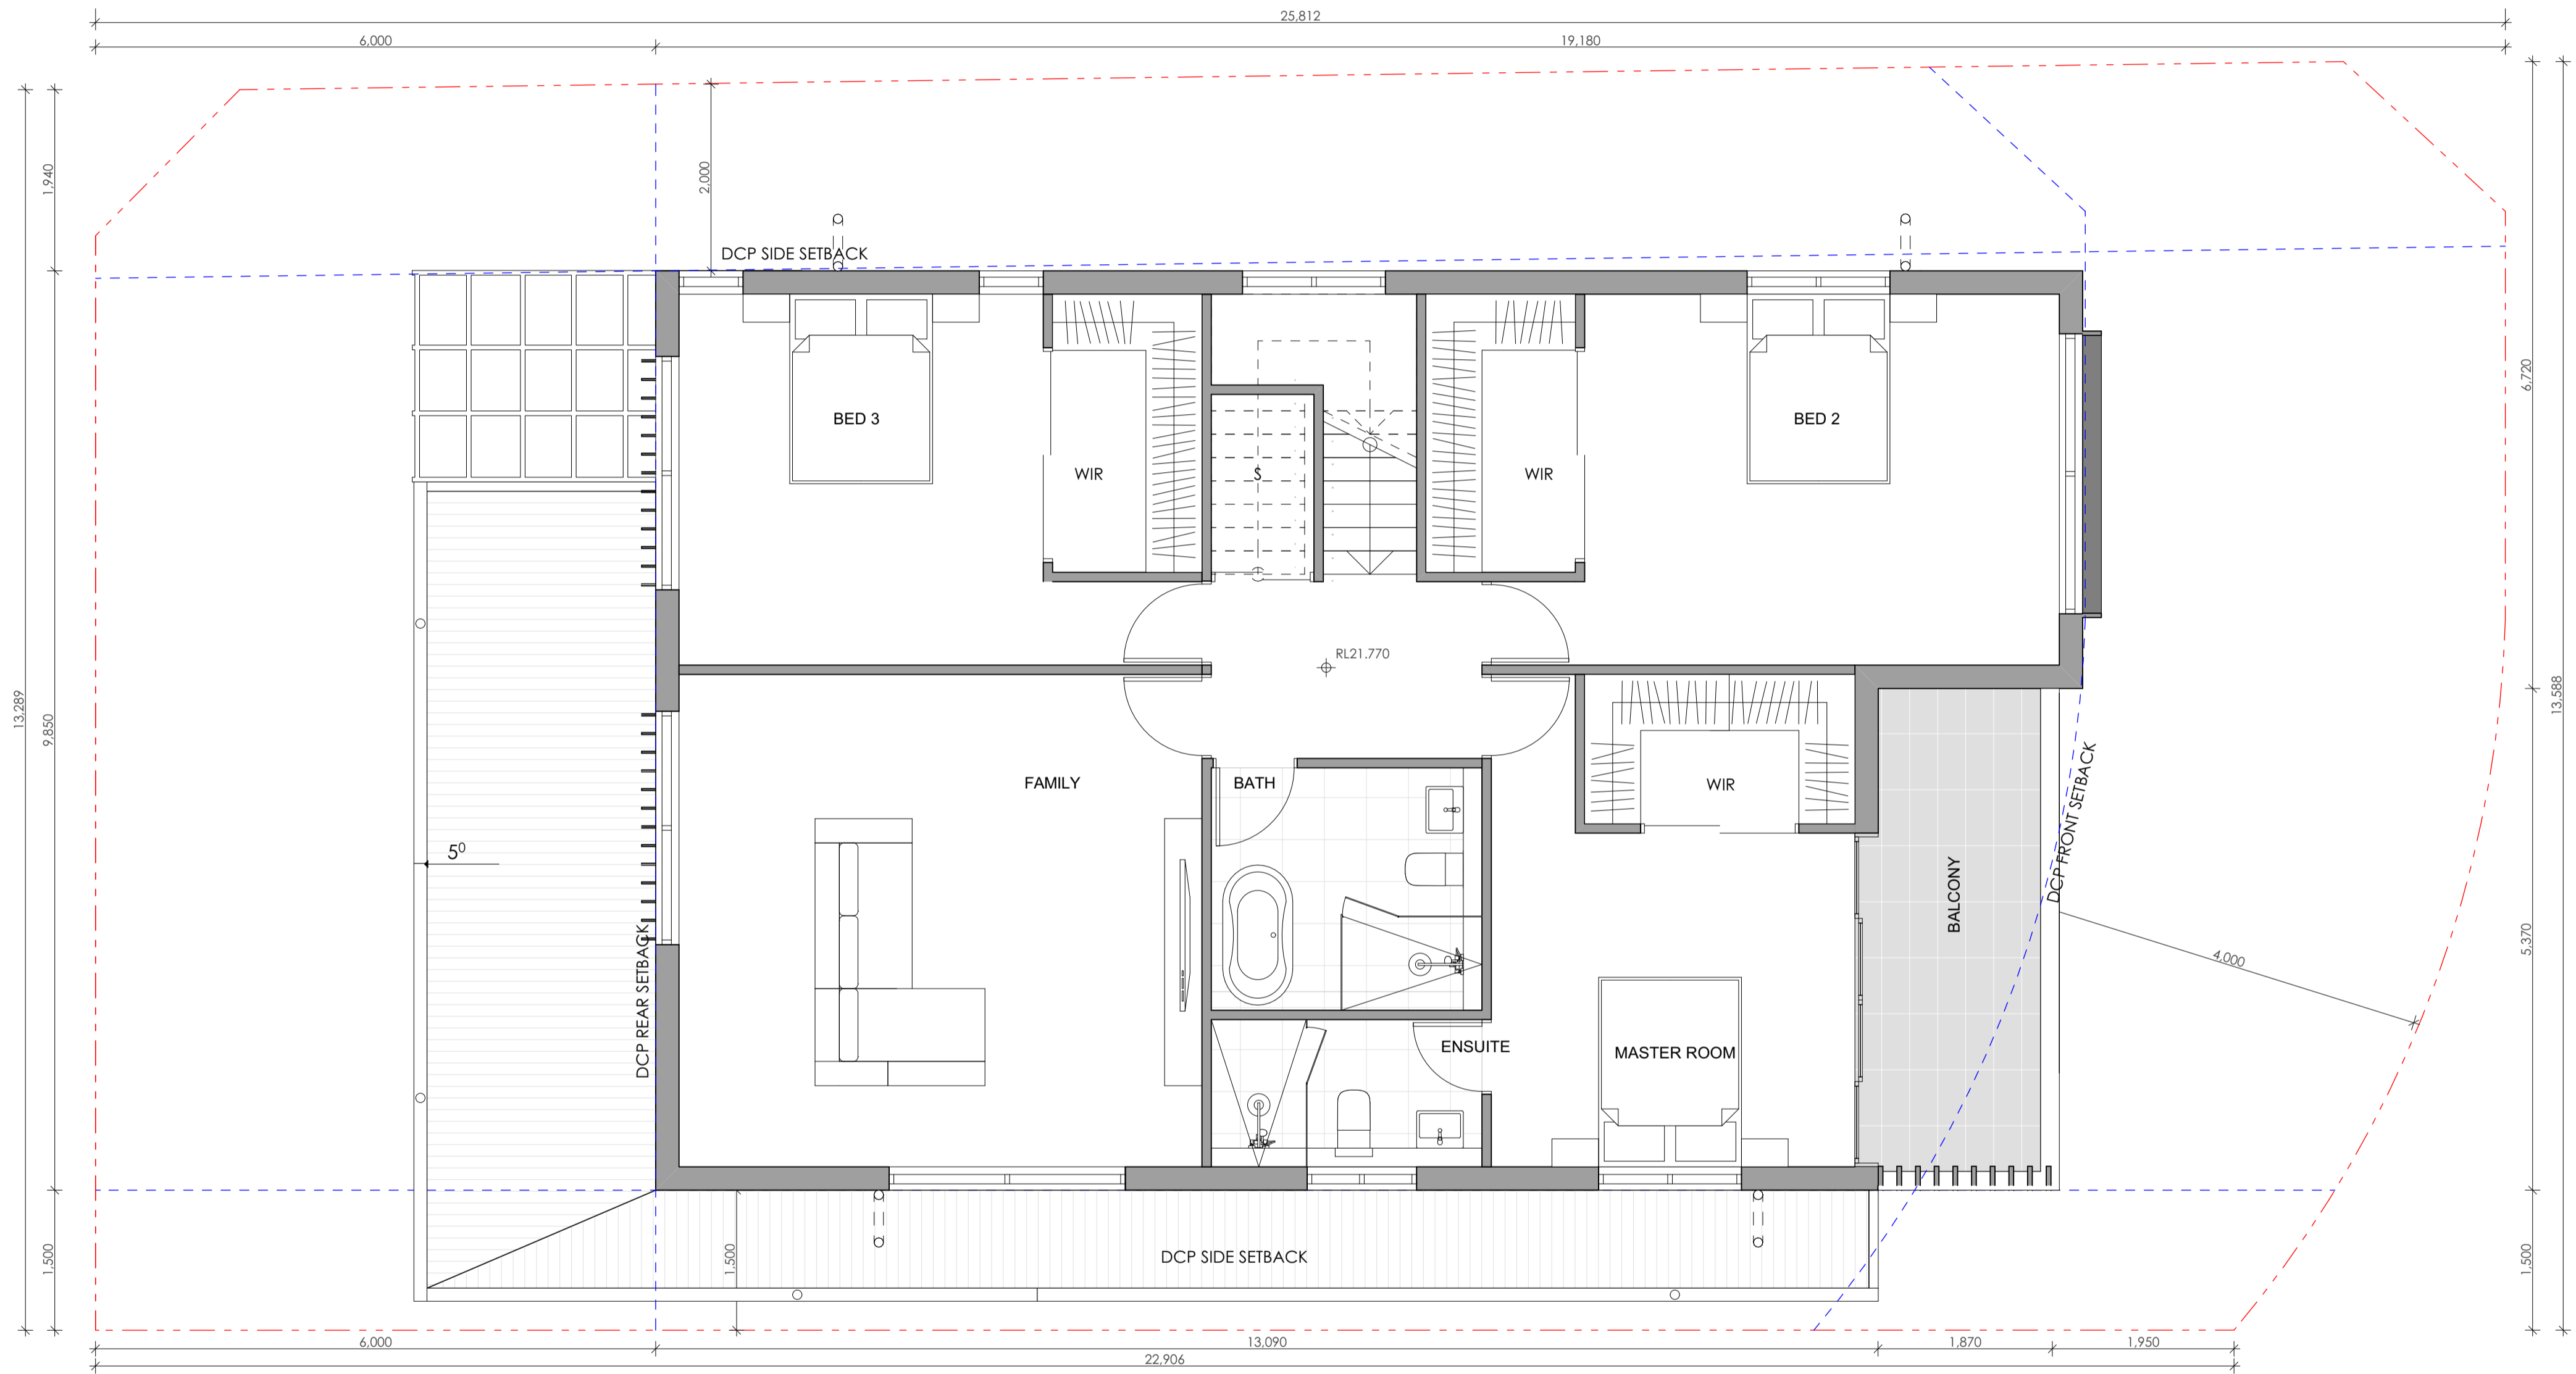 25,812
6,000
19,180
1,940
2,000
DCP SIDE SETBACK
6,720
BED 3
BED 2
WIR
S
WIR
RL21.770
13,289
9,850
13,588
FAMILY
BATH
WIR
DCP FRONT SETBACK
5⁰
BALCONY
DCP REAR SETBACK
4,000
5,370
ENSUITE
MASTER ROOM
1,500
1,500
DCP SIDE SETBACK
1,500
6,000
13,090
1,870
1,950
22,906